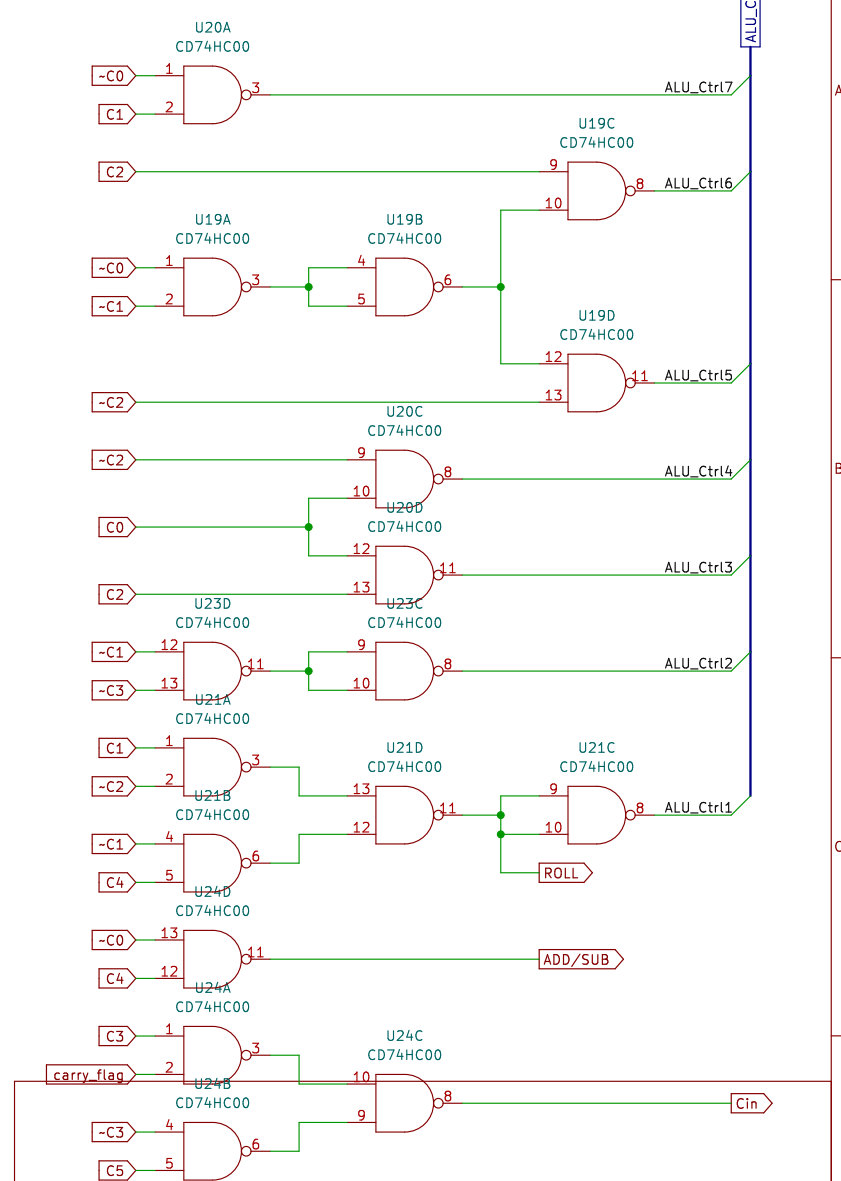 ALU_C
U20A
CD74HC00
~C0
1
3
C1
2
ALU_Ctrl7
A
U19C
CD74HC00
C2
9
8
10
ALU_Ctrl6
U19A
CD74HC00
U19B
CD74HC00
~C0
1
3
~C1
2
4
6
5
U19D
CD74HC00
12
11
13
ALU_Ctrl5
~C2
U20C
CD74HC00
~C2
9
8
10
ALU_Ctrl4
B
C0
U20D
CD74HC00
12
11
13
ALU_Ctrl3
C2
U23D
CD74HC00
U23C
CD74HC00
~C1
12
11
~C3
13
9
8
10
ALU_Ctrl2
U21A
CD74HC00
C1
1
3
~C2
2
U21D
CD74HC00
13
11
12
U21C
CD74HC00
9
8
10
ALU_Ctrl1
U21B
CD74HC00
~C1
4
6
C4
5
ROLL
C
U24D
CD74HC00
~C0
13
11
C4
12
ADD/SUB
U24A
CD74HC00
C3
1
3
carry_flag
2
U24C
CD74HC00
10
8
9
Cin
U24B
CD74HC00
~C3
4
6
C5
5